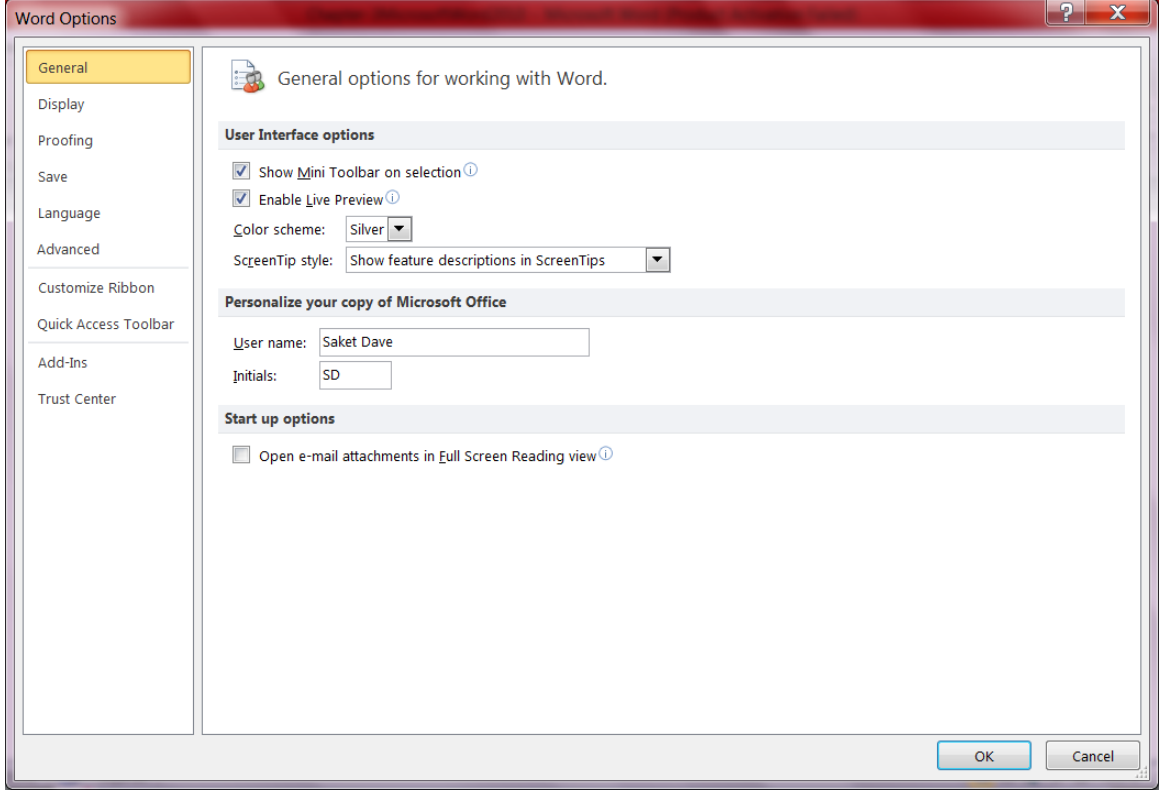 Word Options
General
Display
Proofing
Save
Language
Advanced
Customize Ribbon
Quick Access Toolbar
Add-Ins
Trust Center
General options for working with Word.
User Interface options
Show Mini Toolbar on selection
Enable Live Preview
Color scheme: Silver
ScreenTip style: Show feature descriptions in ScreenTips
Personalize your copy of Microsoft Office
User name: Saket Dave
Initials: SD
Start up options
Open e-mail attachments in Full Screen Reading view
OK Cancel